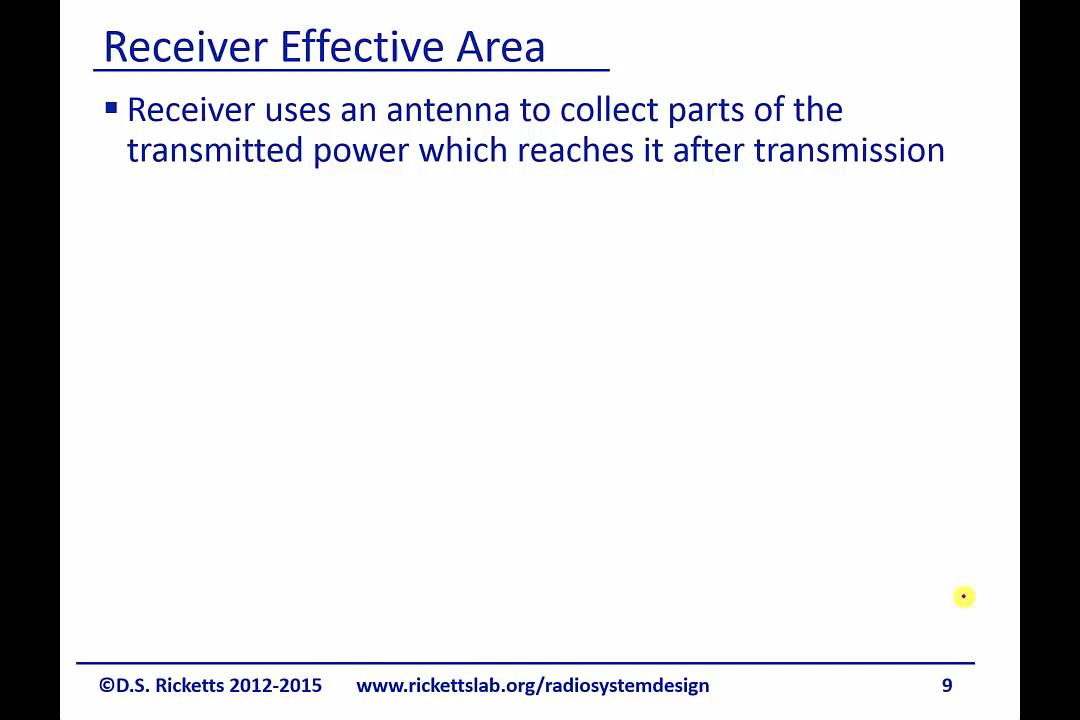 Receiver Effective Area
▪ Receiver uses an antenna to collect parts of the
transmitted power which reaches it after transmission
©D.S. Ricketts 2012-2015 www.rickettslab.org/radiosystemdesign 9